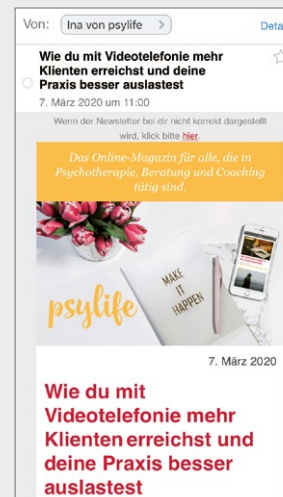 Von: Ina von psylife > Deta
Wie du mit Videotelefonie mehr
Klienten erreichst und deine
Praxis besser auslastest
7. März 2020 um 11:00
Wenn der Newsletter bei dir nicht korrekt dargestellt
wird, klick bitte hier.
Das Online-Magazin für alle, die in
Psychotherapie, Beratung und Coaching
tätig sind.
MAKE
IT
HAPPEN
psylife
7. März 2020
Wie du mit
Videotelefonie mehr
Klienten erreichst und
deine Praxis besser
auslastest